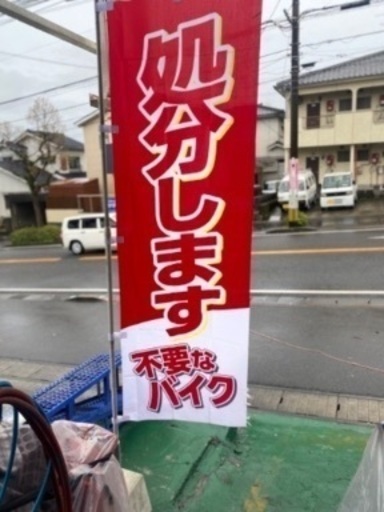 処分します
不要な
バイク